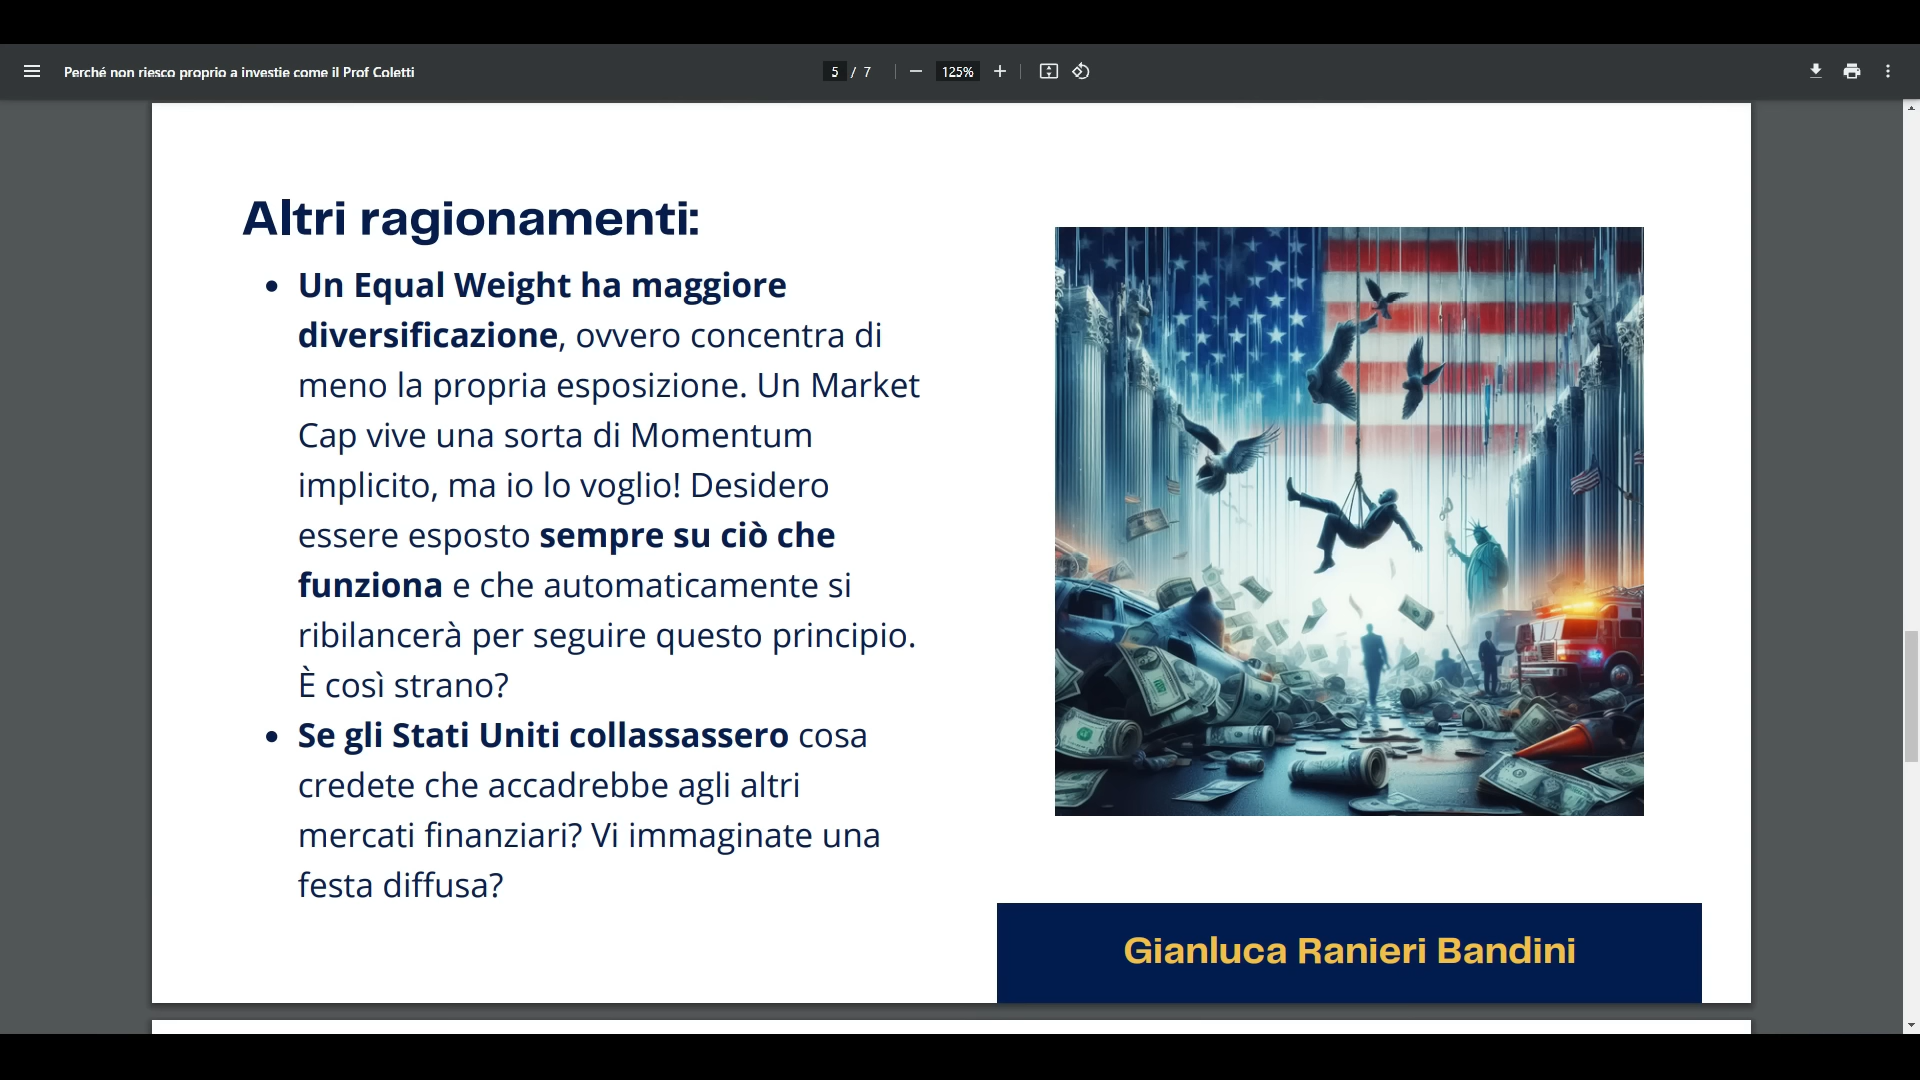 Perché non riesco proprio a investie come il Prof Coletti
5 / 7
125%
Altri ragionamenti:
• Un Equal Weight ha maggiore
diversificazione, ovvero concentra di
meno la propria esposizione. Un Market
Cap vive una sorta di Momentum
implicito, ma io lo voglio! Desidero
essere esposto sempre su ciò che
funziona e che automaticamente si
ribilancerà per seguire questo principio.
È così strano?
• Se gli Stati Uniti collassassero cosa
credete che accadrebbe agli altri
mercati finanziari? Vi immaginate una
festa diffusa?
Gianluca Ranieri Bandini